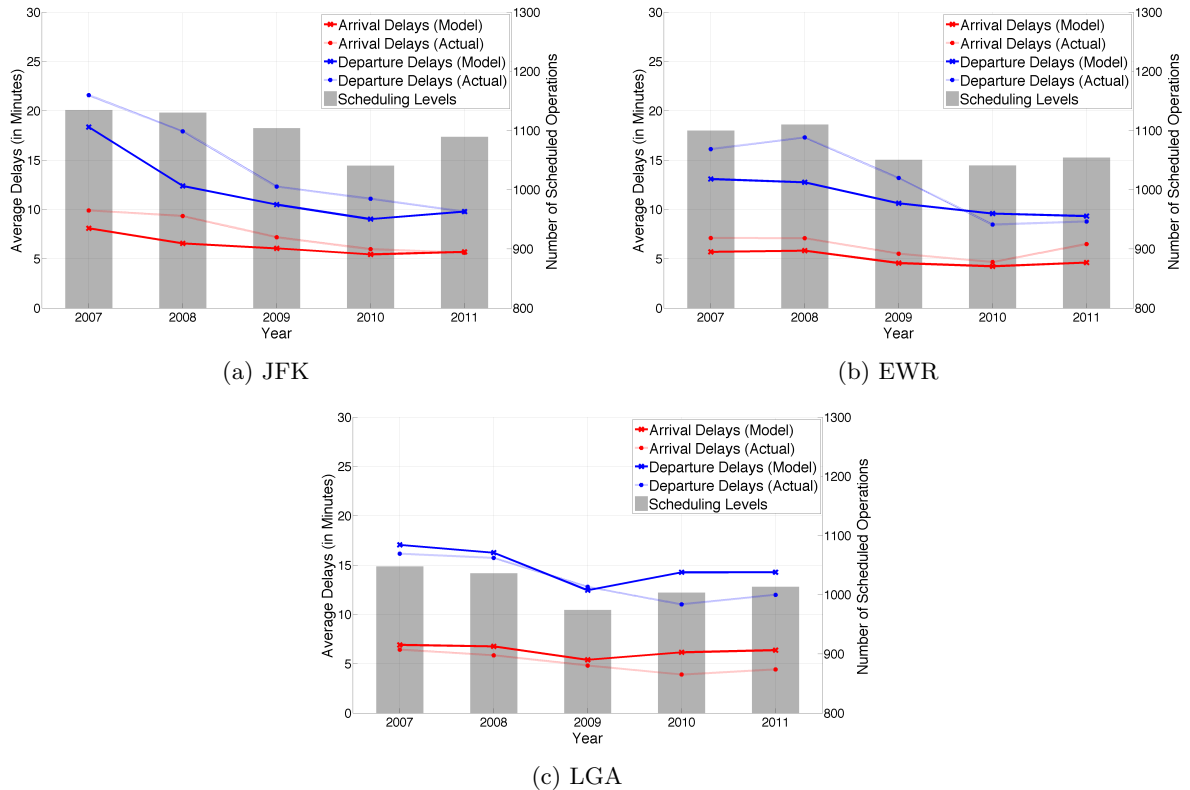 Average Delays (in Minutes)
30
25
20
15
10
5
0
Arrival Delays (Model)
Arrival Delays (Actual)
Departure Delays (Model)
Departure Delays (Actual)
Scheduling Levels
1300
1200
1100
1000
900
800
Number of Scheduled Operations
2007 2008 2009 2010 2011
Year
(a) JFK
Average Delays (in Minutes)
30
25
20
15
10
5
0
Arrival Delays (Model)
Arrival Delays (Actual)
Departure Delays (Model)
Departure Delays (Actual)
Scheduling Levels
1300
1200
1100
1000
900
800
Number of Scheduled Operations
2007 2008 2009 2010 2011
Year
(b) EWR
Average Delays (in Minutes)
30
25
20
15
10
5
0
Arrival Delays (Model)
Arrival Delays (Actual)
Departure Delays (Model)
Departure Delays (Actual)
Scheduling Levels
1300
1200
1100
1000
900
800
Number of Scheduled Operations
2007 2008 2009 2010 2011
Year
(c) LGA